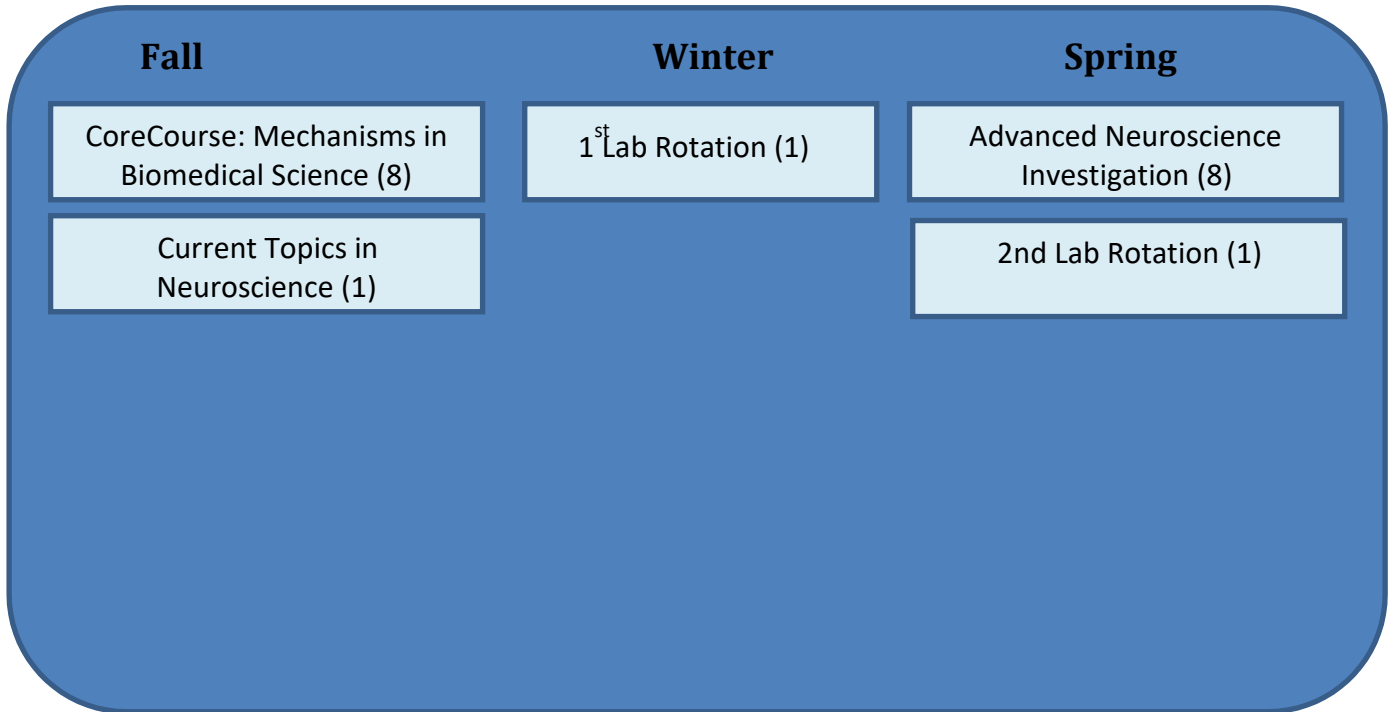 Fall
CoreCourse: Mechanisms in
Biomedical Science (8)
Current Topics in
Neuroscience (1)
Winter
1st Lab Rotation (1)
Spring
Advanced Neuroscience
Investigation (8)
2nd Lab Rotation (1)